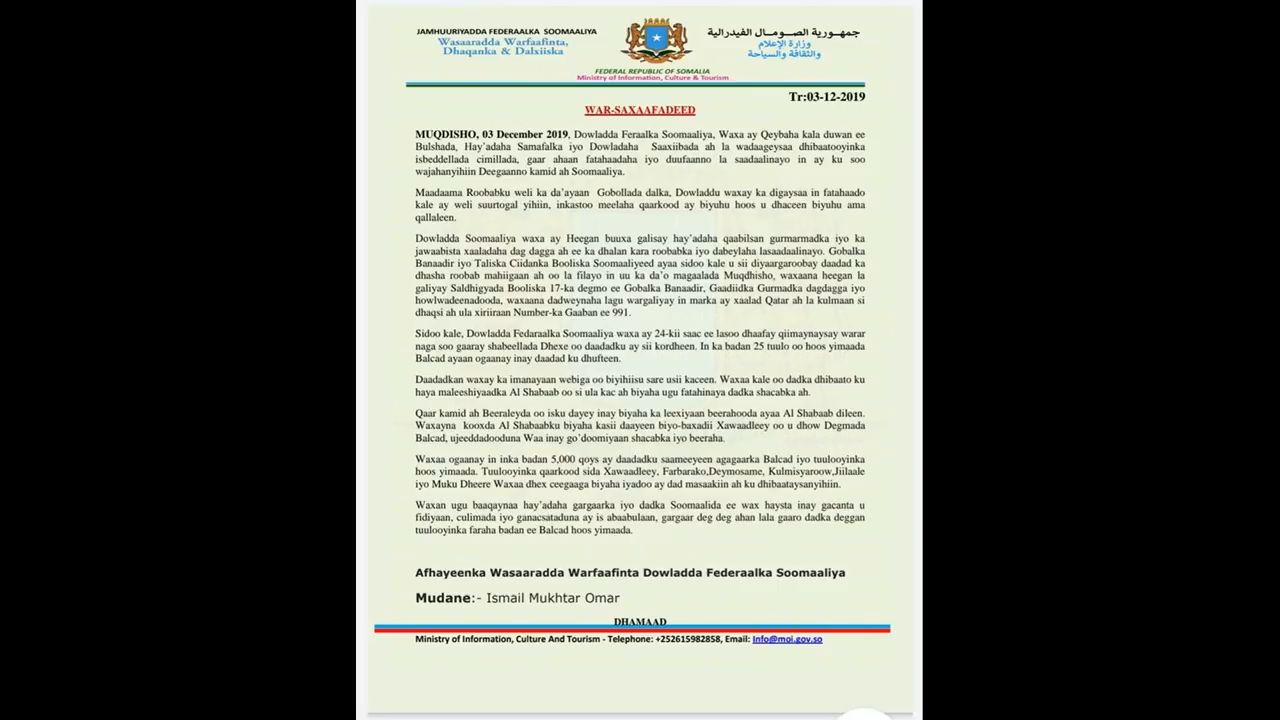 JAMHUURIYADDA FEDERAALKA SOOMAALIYA
Wasaaradda Warfaafinta,
Dhaqanka & Dalxiiska
جمهورية الصومال الفيدرالية
وزارة الإعلام
والثقافة والسياحة
FEDERAL REPUBLIC OF SOMALIA
Ministry of Information, Culture & Tourism
Tr:03-12-2019
WAR-SAXAAFADEED
MUQDISHO, 03 December 2019, Dowladda Feraalka Soomaaliya, Waxa ay Qeybaha kala duwan ee
Bulshada, Hay'adaha Samafalka iyo Dowladaha Saaxiibada ah la wadaageysaa dhibaatooyinka
isbeddellada cimillada, gaar ahaan fatahaadaha iyo duufaanno la saadaalinayo in ay ku soo
wajahanyihiin Deegaanno kamid ah Soomaaliya.
Maadaama Roobabku weli ka da'ayaan Gobollada dalka, Dowladdu waxay ka digaysaa in fatahaado
kale ay weli suurtogal yihiin, inkastoo meelaha qaarkood ay biyuhu hoos u dhaceen biyuhu ama
qallaleen.
Dowladda Soomaaliya waxa ay Heegan buuxa galisay hay'adaha qaabilsan gurmarmadka iyo ka
jawaabista xaaladaha dag dagga ah ee ka dhalan kara roobabka iyo dabeylaha lasaadaalinayo. Gobalka
Banaadir iyo Taliska Ciidanka Booliska Soomaaliyeed ayaa sidoo kale u sii diyaargaroobay daadad ka
dhasha roobab mahiigaan ah oo la filayo in uu ka da'o magaalada Muqdhisho, waxaana heegan la
galiyay Saldhigyada Booliska 17-ka degmo ee Gobalka Banaadir, Gaadiidka Gurmadka dagdagga iyo
howlwadeenadooda, waxaana dadweynaha lagu wargaliyay in marka ay xaalad Qatar ah la kulmaan si
dhaqsi ah ula xiriiraan Number-ka Gaaban ee 991.
Sidoo kale, Dowladda Fedaraalka Soomaaliya waxa ay 24-kii saac ee lasoo dhaafay qiimaynaysay warar
naga soo gaaray shabeellada Dhexe oo daadadku ay sii kordheen. In ka badan 25 tuulo oo hoos yimaada
Balcad ayaan ogaanay inay daadad ku dhufteen.
Daadadkan waxay ka imanayaan webiga oo biyihiisu sare usii kaceen. Waxaa kale oo dadka dhibaato ku
haya maleeshiyaadka Al Shabaab oo si ula kac ah biyaha ugu fatahinaya dadka shacabka ah.
Qaar kamid ah Beeraleyda oo isku dayey inay biyaha ka leexiyaan beerahooda ayaa Al Shabaab dileen.
Waxayna kooxda Al Shabaabku biyaha kasii daayeen biyo-baxadii Xawaadleey oo u dhow Degmada
Balcad, ujeeddadooduna Waa inay go'doomiyaan shacabka iyo beeraha.
Waxaa ogaanay in inka badan 5,000 qoys ay daadadku saameeyeen agagaarka Balcad iyo tuulooyinka
hoos yimaada. Tuulooyinka qaarkood sida Xawaadleey, Farbarako,Deymosame, Kulmisyaroow,Jiilaale
iyo Muku Dheere Waxaa dhex ceegaaga biyaha iyadoo ay dad masaakiin ah ku dhibaataysanyihiin.
Waxan ugu baaqaynaa hay'adaha gargaarka iyo dadka Soomaalida ee wax haysta inay gacanta u
fidiyaan, culimada iyo ganacsataduna ay is abaabulaan, gargaar deg deg ahan lala gaaro dadka deggan
tuulooyinka faraha badan ee Balcad hoos yimaada.
Afhayeenka Wasaaradda Warfaafinta Dowladda Federaalka Soomaaliya
Mudane:- Ismail Mukhtar Omar
DHAMAAD
Ministry of Information, Culture And Tourism - Telephone: +252615982858, Email: Info@moi.gov.so